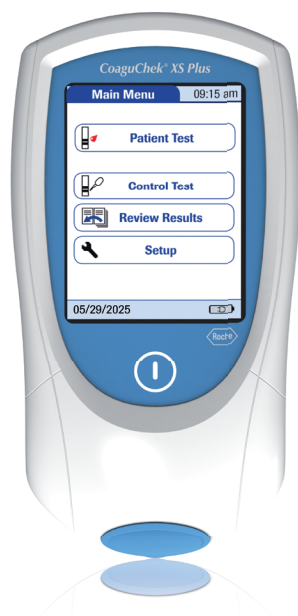 CoaguChek® XS Plus
Main Menu 09:15 am
Patient Test
Control Test
Review Results
Setup
05/29/2025
Roche